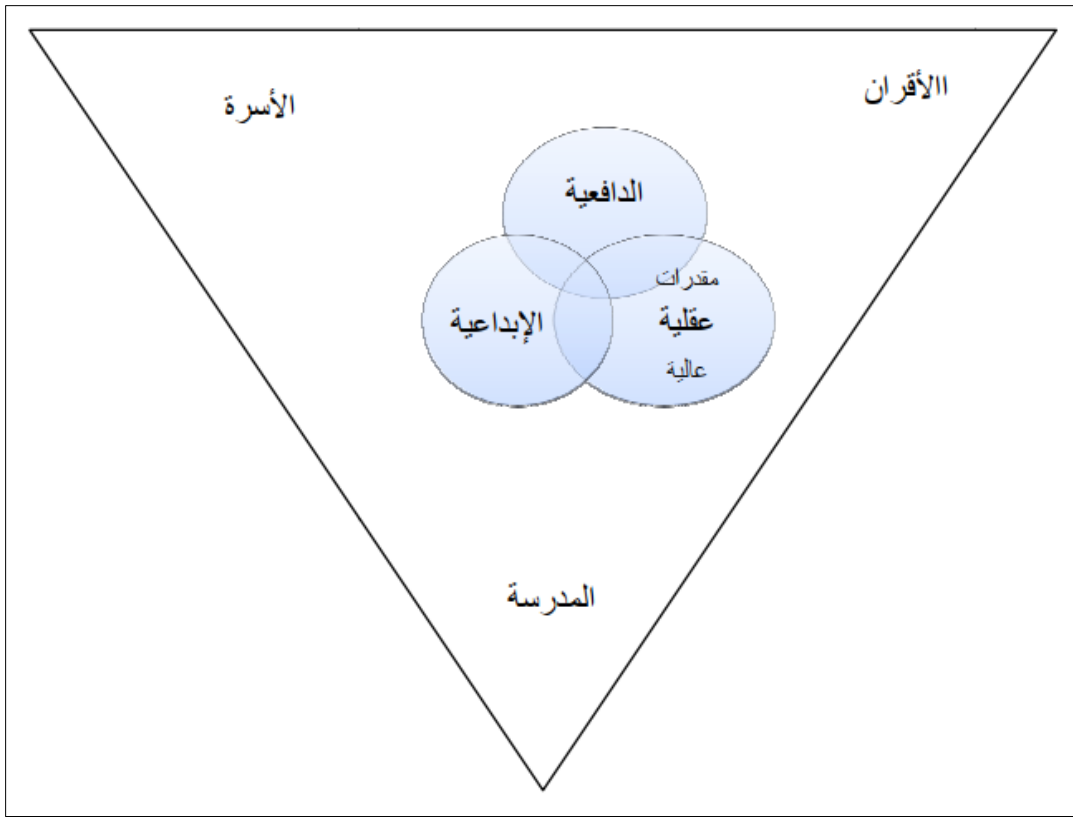 االأقران
الأسرة
الدافعية
مقدرات
عقلية
عالية
الإبداعية
المدرسة